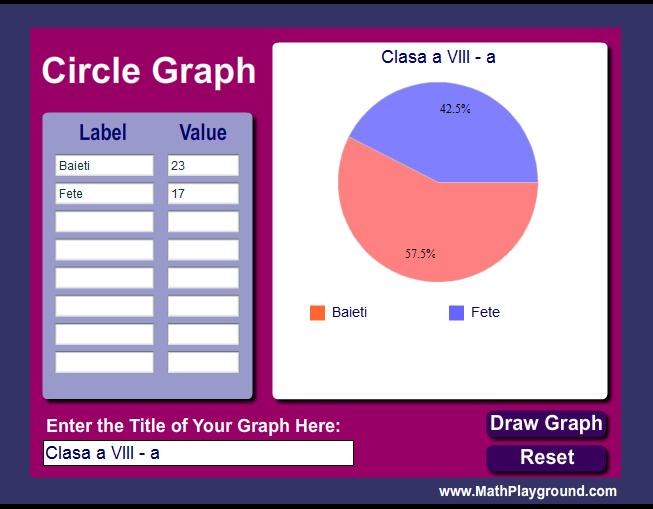 Circle Graph
Label Value
Baieti 23
Fete 17
Clasa a VIII - a
42.5%
57.5%
Baieti Fete
Enter the Title of Your Graph Here:
Clasa a VIII - a
Draw Graph
Reset
www.MathPlayground.com